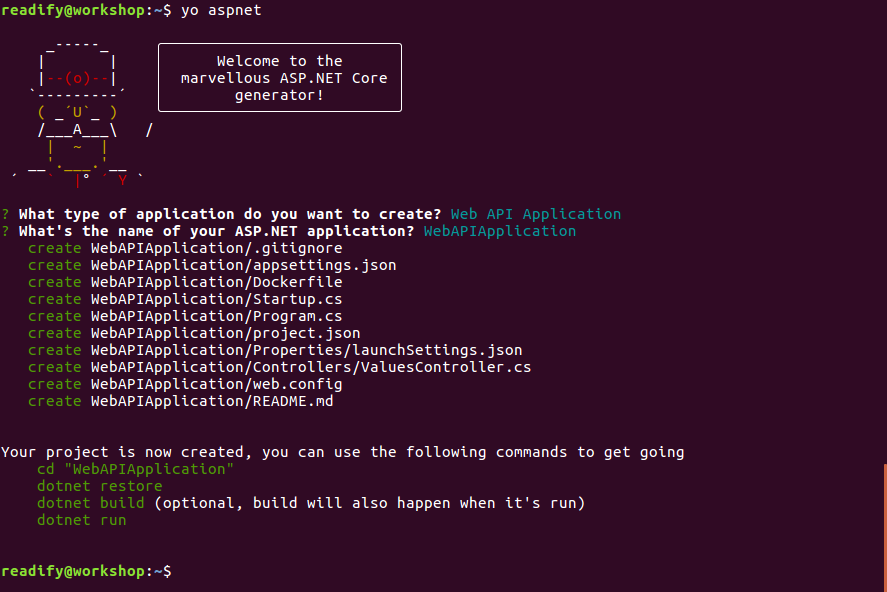 readify@workshop:~$ yo aspnet
     _-----_
    |       |
    |--(o)--|
   `---------´
    ( _´U`_ )
    /___A___\   /
     |  ~  |
   __'.___.'__
 ´   `  |° ´ Y `
Welcome to the
marvellous ASP.NET Core
generator!
? What type of application do you want to create? Web API Application
? What's the name of your ASP.NET application? WebAPIApplication
   create WebAPIApplication/.gitignore
   create WebAPIApplication/appsettings.json
   create WebAPIApplication/Dockerfile
   create WebAPIApplication/Startup.cs
   create WebAPIApplication/Program.cs
   create WebAPIApplication/project.json
   create WebAPIApplication/Properties/launchSettings.json
   create WebAPIApplication/Controllers/ValuesController.cs
   create WebAPIApplication/web.config
   create WebAPIApplication/README.md
Your project is now created, you can use the following commands to get going
    cd "WebAPIApplication"
    dotnet restore
    dotnet build (optional, build will also happen when it's run)
    dotnet run
readify@workshop:~$